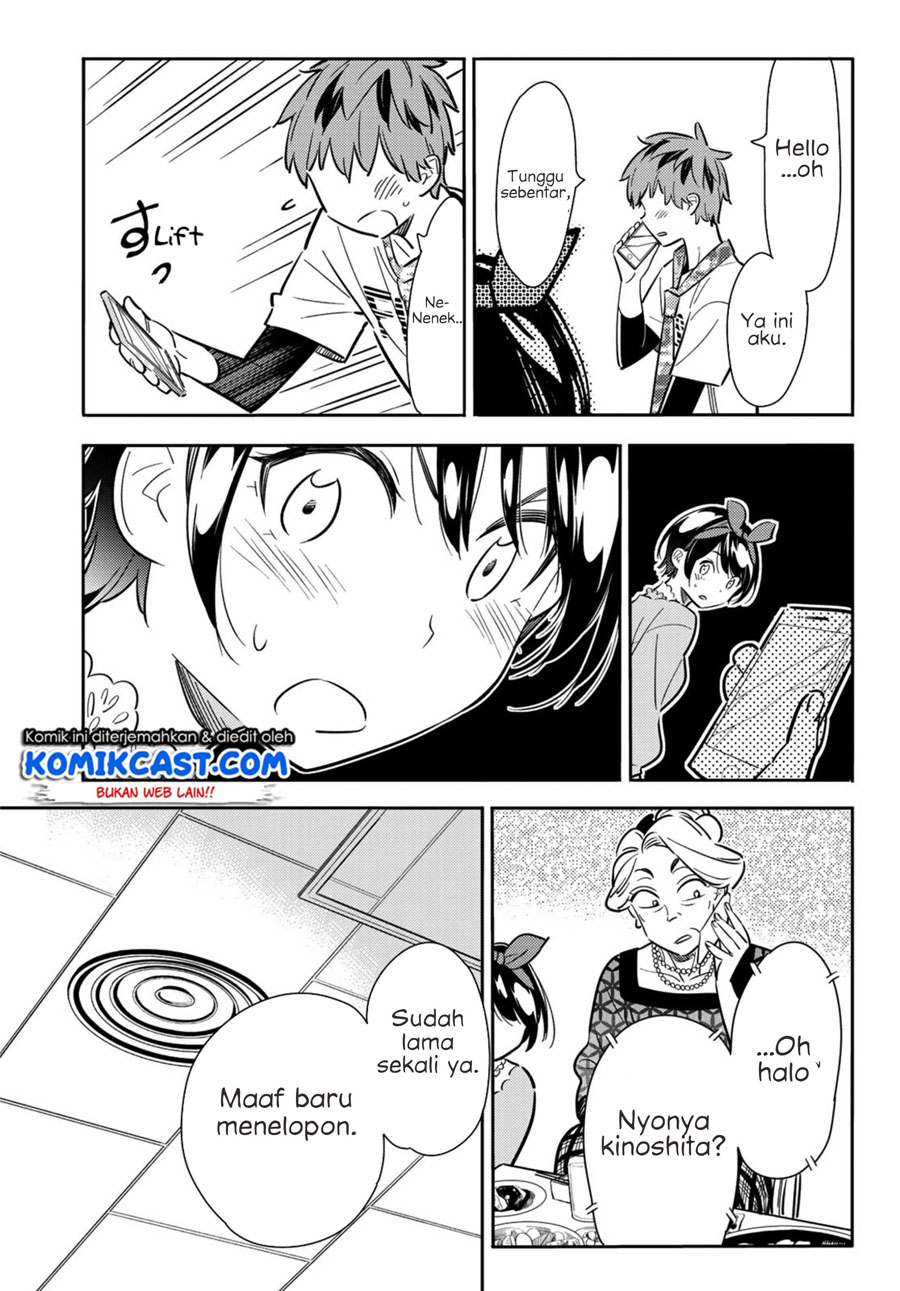 Hello
...oh
Ya ini
aku.
Tunggu
sebentar,
Ne-
Nenek..
す
Lift
Komik ini diterjemahkan & diedit oleh
KOMIKCAST.COM
BUKAN WEB LAIN!!
...Oh
halo
Nyonya
kinoshita?
Sudah
lama
sekali ya.
Maaf baru
menelopon.